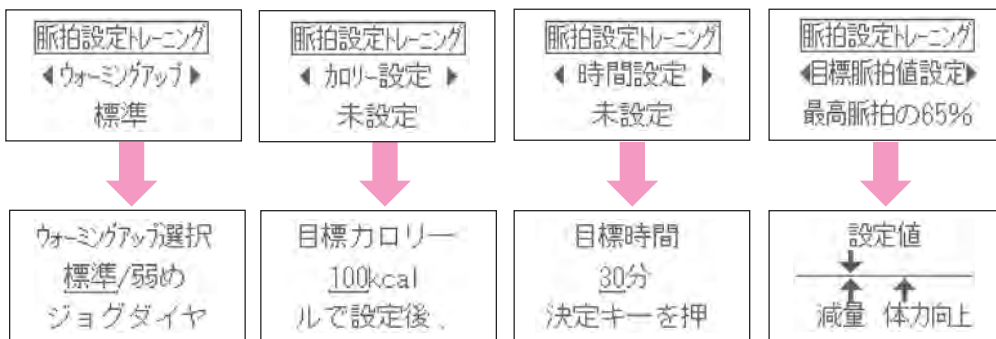 脈拍設定トレーニング
◀ウォーミングアップ▶
標準
脈拍設定トレーニング
◀ カロリー設定 ▶
未設定
脈拍設定トレーニング
◀ 時間設定 ▶
未設定
脈拍設定トレーニング
◀目標脈拍値設定▶
最高脈拍の65%
ウォーミングアップ選択
標準/弱め
ジョグダイヤ
目標カロリー
100kcal
ルで設定後、
目標時間
30分
決定キーを押
設定値
減量 体力向上